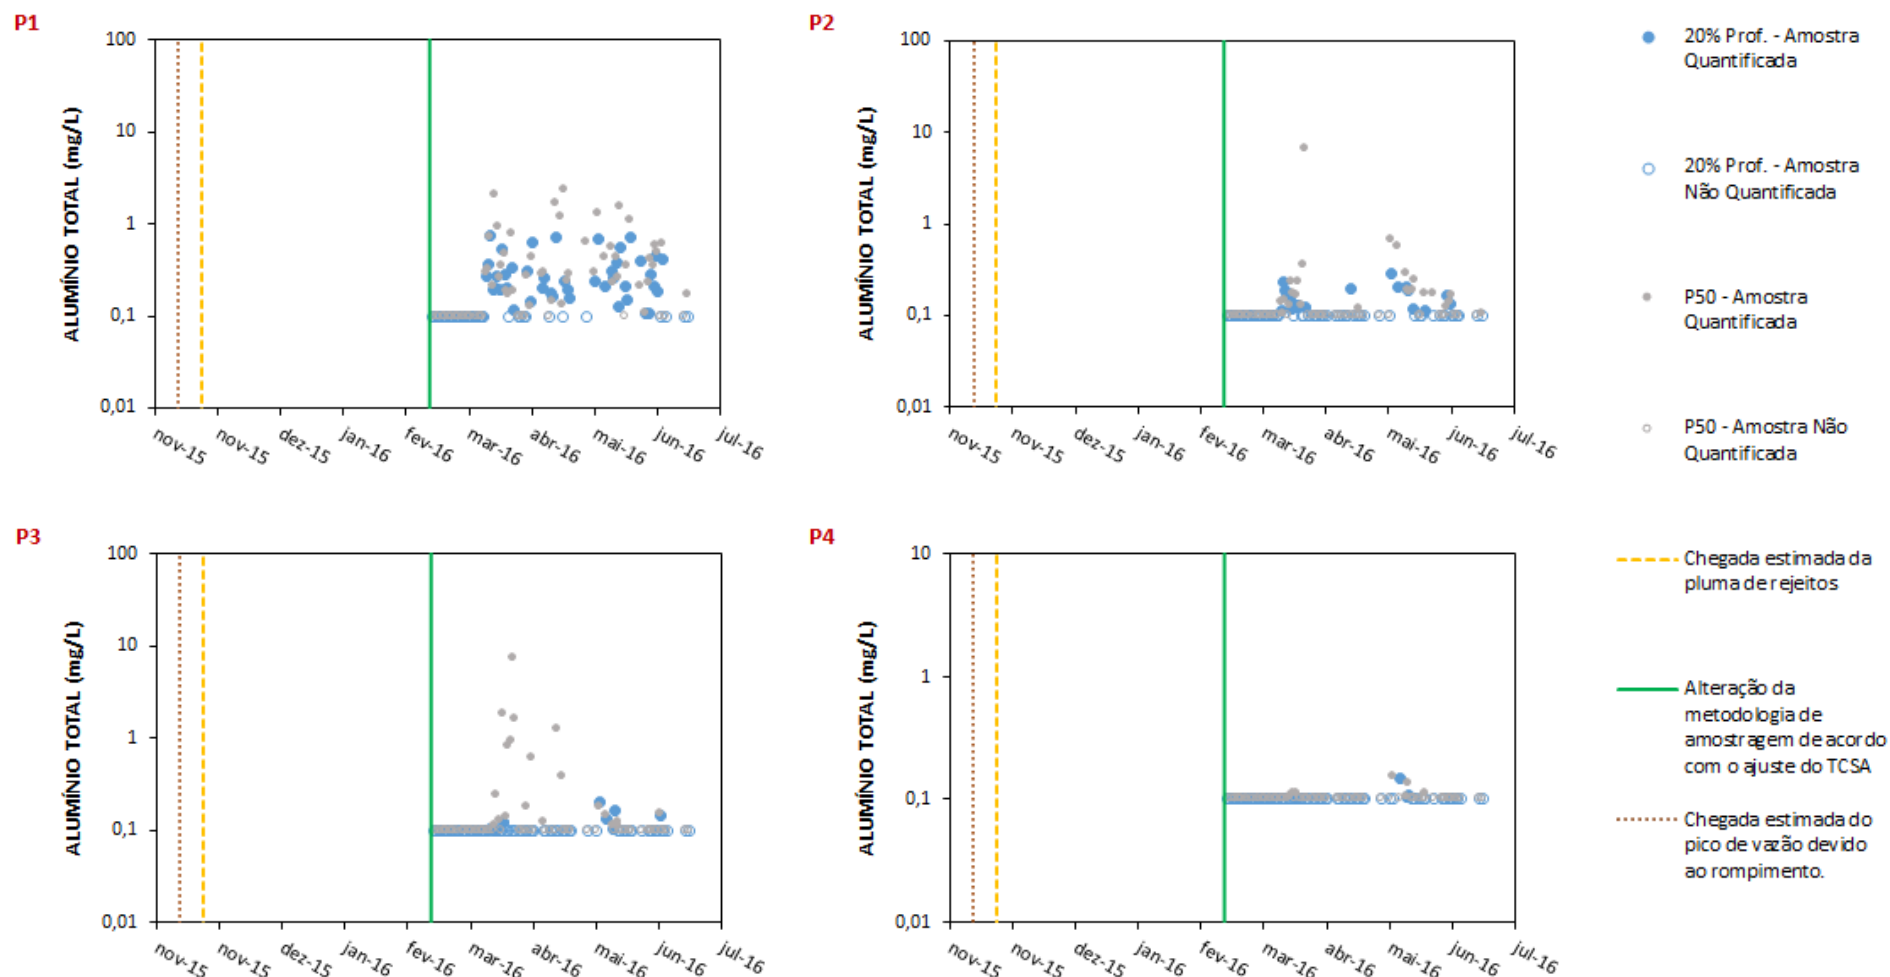 P1
ALUMÍNIO TOTAL (mg/L)
100
10
1
0,1
0,01
nov-15
nov-15
dez-15
jan-16
fev-16
mar-16
abr-16
mai-16
jun-16
jul-16
P2
ALUMÍNIO TOTAL (mg/L)
100
10
1
0,1
0,01
nov-15
nov-15
dez-15
jan-16
fev-16
mar-16
abr-16
mai-16
jun-16
jul-16
20% Prof. - Amostra
Quantificada
20% Prof. - Amostra
Não Quantificada
P50 - Amostra
Quantificada
P50 - Amostra Não
Quantificada
P3
ALUMÍNIO TOTAL (mg/L)
100
10
1
0,1
0,01
nov-15
nov-15
dez-15
jan-16
fev-16
mar-16
abr-16
mai-16
jun-16
jul-16
P4
ALUMÍNIO TOTAL (mg/L)
10
1
0,1
0,01
nov-15
nov-15
dez-15
jan-16
fev-16
mar-16
abr-16
mai-16
jun-16
jul-16
Chegada estimada da
pluma de rejeitos
Alteração da
metodologia de
amostragem de acordo
com o ajuste do TCSA
Chegada estimada do
pico de vazão devido
ao rompimento.